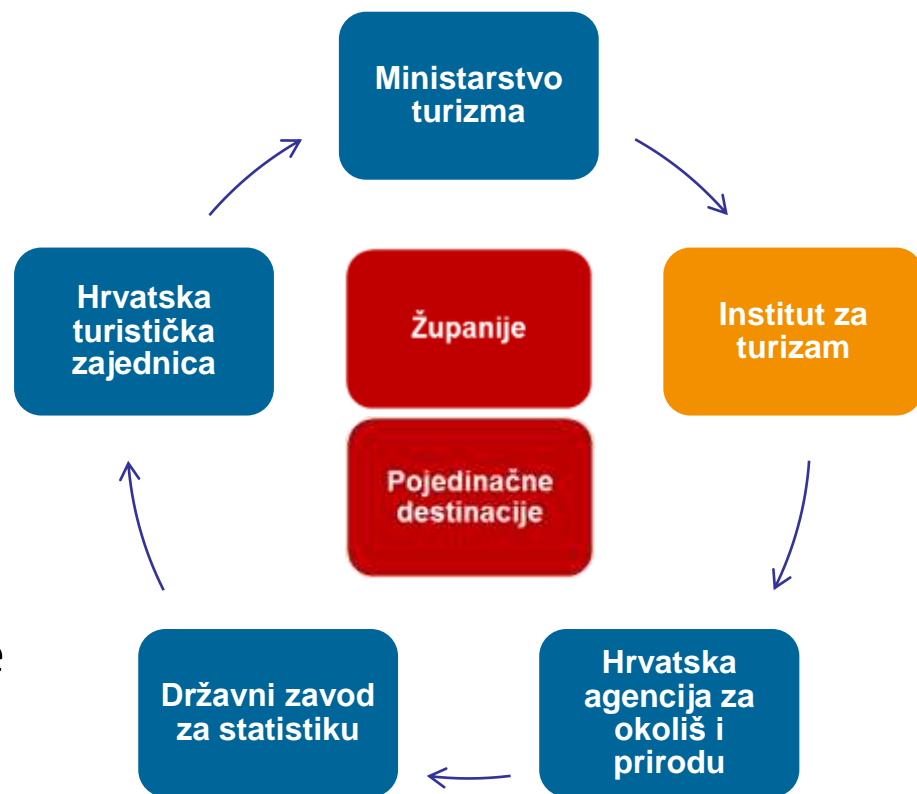 Ministarstvo
turizma
Hrvatska
turistička
zajednica
Županije
Institut za
turizam
Pojedinačne
destinacije
e
Državni zavod
za statistiku
Hrvatska
agencija za
okoliš i
prirodu